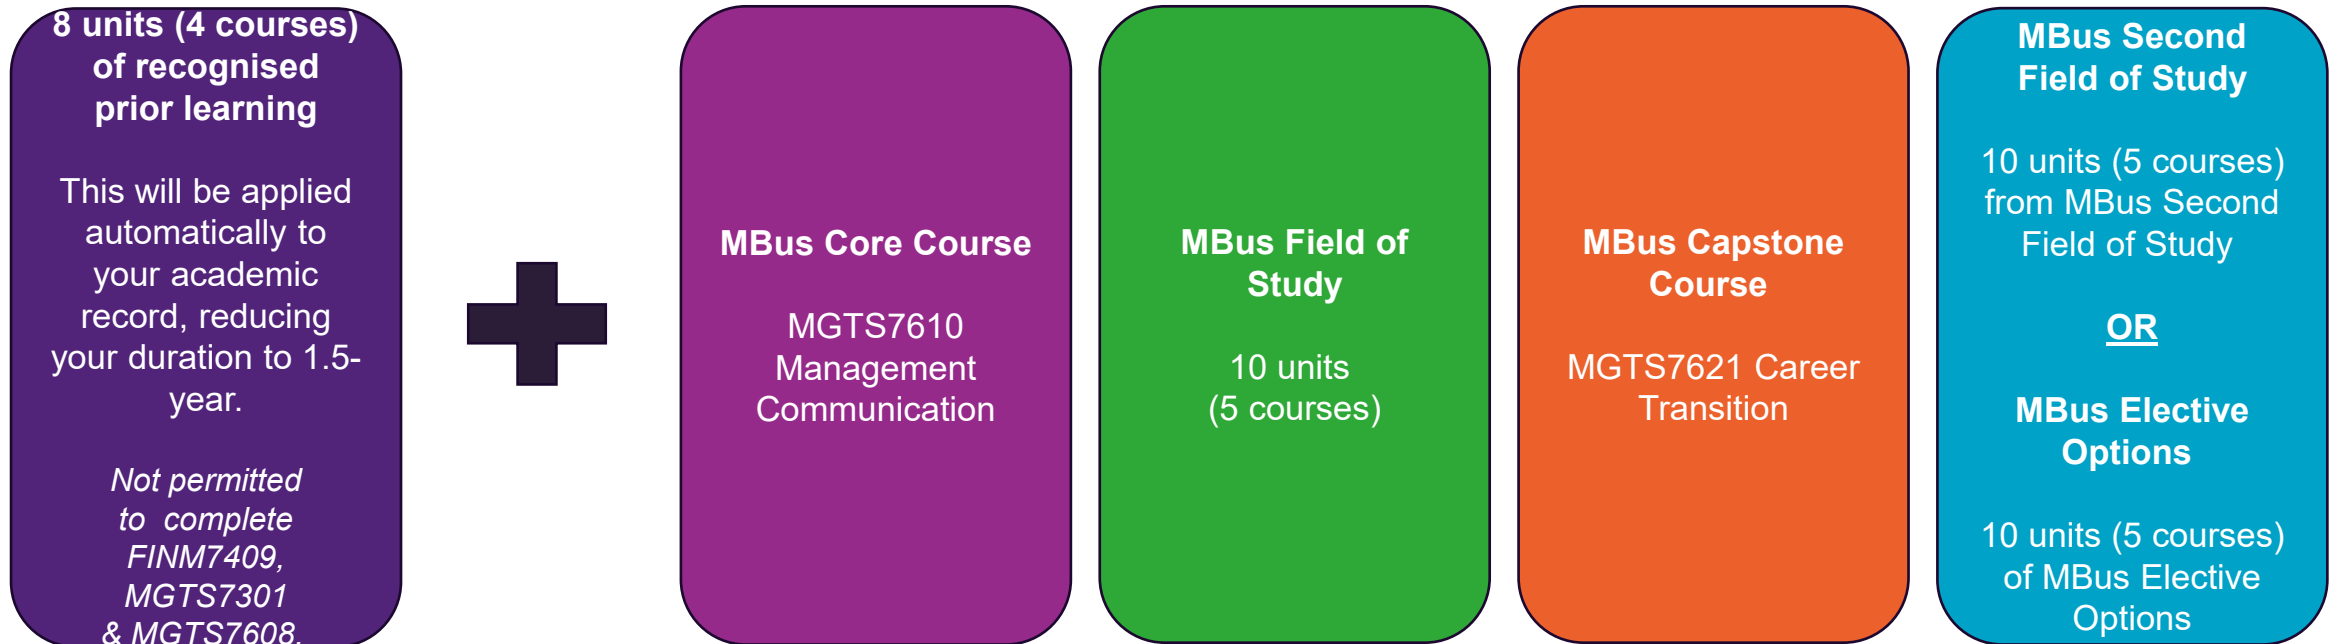 8 units (4 courses)
of recognised
prior learning
This will be applied
automatically to
your academic
record, reducing
your duration to 1.5-
year.
Not permitted
to  complete
FINM7409,
MGTS7301
& MGTS7608.
MBus Core Course
MGTS7610
Management
Communication
MBus Field of
Study
10 units
(5 courses)
MBus Capstone
Course
MGTS7621 Career
Transition
MBus Second
Field of Study
10 units (5 courses)
from MBus Second
Field of Study
OR
MBus Elective
Options
10 units (5 courses)
of MBus Elective
Options